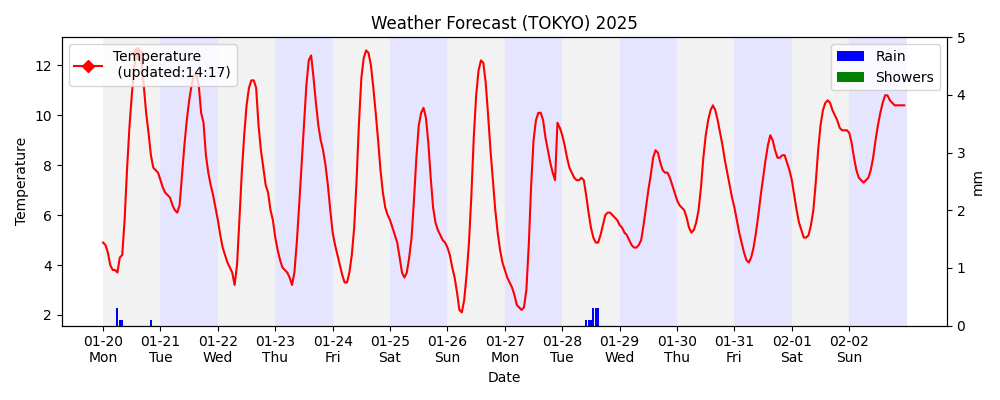 Weather Forecast (TOKYO) 2025
Temperature
(updated:14:17)
Rain
Showers
Temperature
12
10
8
6
4
2
5
4
3
2
1
0
mm
01-20 01-21 01-22 01-23 01-24 01-25 01-26 01-27 01-28 01-29 01-30 01-31 02-01 02-02
Mon Tue Wed Thu Fri Sat Sun Mon Tue Wed Thu Fri Sat Sun
Date